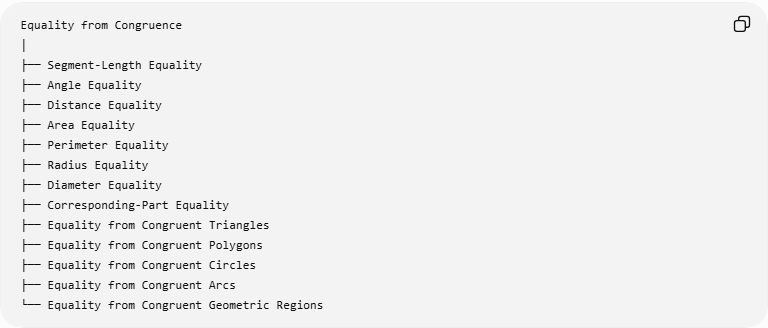 Equality from Congruence
│
├── Segment-Length Equality
├── Angle Equality
├── Distance Equality
├── Area Equality
├── Perimeter Equality
├── Radius Equality
├── Diameter Equality
├── Corresponding-Part Equality
├── Equality from Congruent Triangles
├── Equality from Congruent Polygons
├── Equality from Congruent Circles
├── Equality from Congruent Arcs
└── Equality from Congruent Geometric Regions